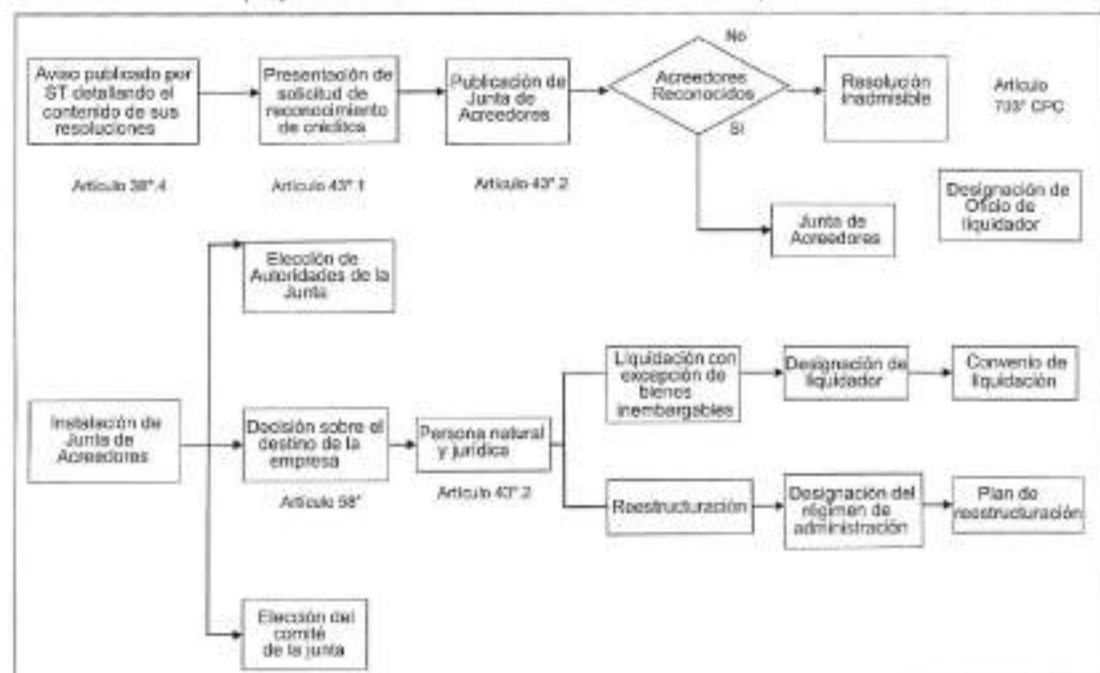 Aviso publicado por
ST detallando el
contenido de sus
resoluciones
Presentación de
solicitud de
reconocimiento
de créditos
Publicación de
Junta de
Acreedores
No
Acreedores
Reconocidos
Sí
Resolución
inadmisible
Artículo
703° CPC
Artículo 38°.4
Artículo 43°.1
Artículo 43°.2
Designación de
Oficio de
liquidador
Junta de
Acreedores
Elección de
Autoridades de la
Junta
Instalación de
Junta de
Acreedores
Decisión sobre el
destino de la
empresa
Artículo 58°
Persona natural
y jurídica
Artículo 43°.2
Liquidación con
excepción de
bienes
inembargables
Designación de
liquidador
Convenio de
liquidación
Reestructuración
Designación del
régimen de
administración
Plan de
reestructuración
Elección del
comité
de la junta